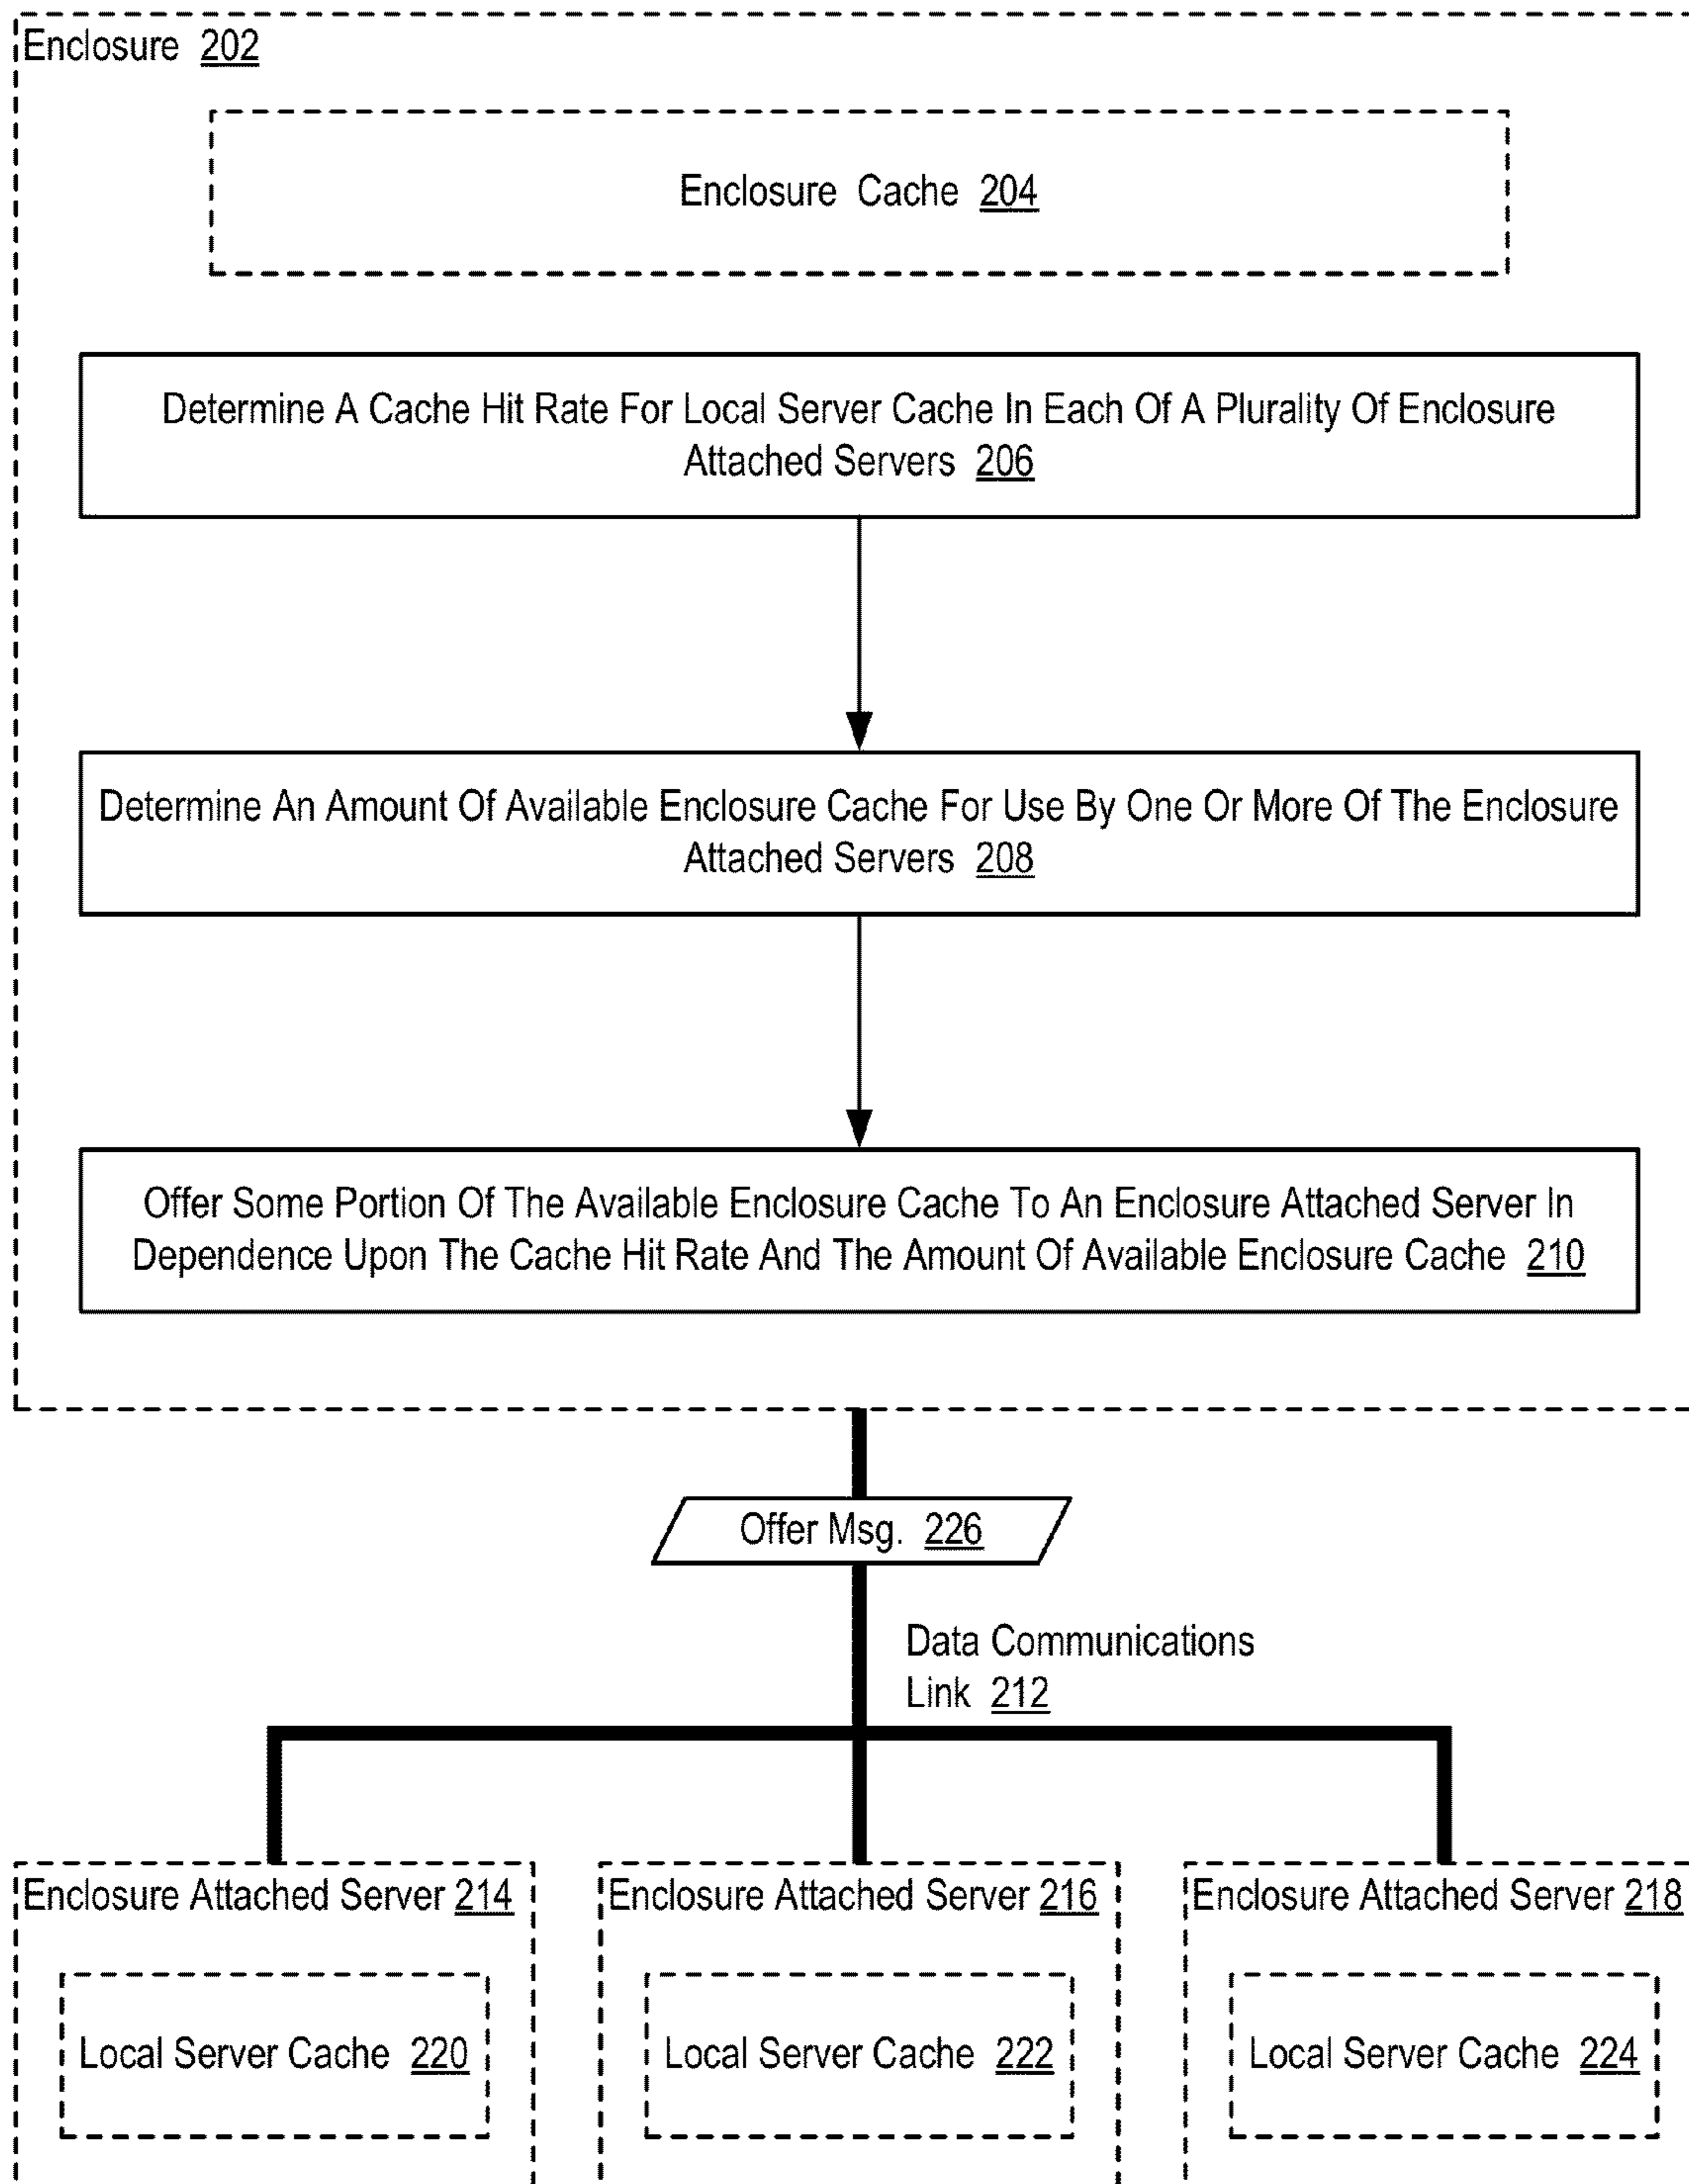 Enclosure 202
Enclosure Cache 204
Determine A Cache Hit Rate For Local Server Cache In Each Of A Plurality Of Enclosure
Attached Servers 206
Determine An Amount Of Available Enclosure Cache For Use By One Or More Of The Enclosure
Attached Servers 208
Offer Some Portion Of The Available Enclosure Cache To An Enclosure Attached Server In
Dependence Upon The Cache Hit Rate And The Amount Of Available Enclosure Cache 210
Offer Msg. 226
Data Communications
Link 212
Enclosure Attached Server 214
Local Server Cache 220
Enclosure Attached Server 216
Local Server Cache 222
Enclosure Attached Server 218
Local Server Cache 224